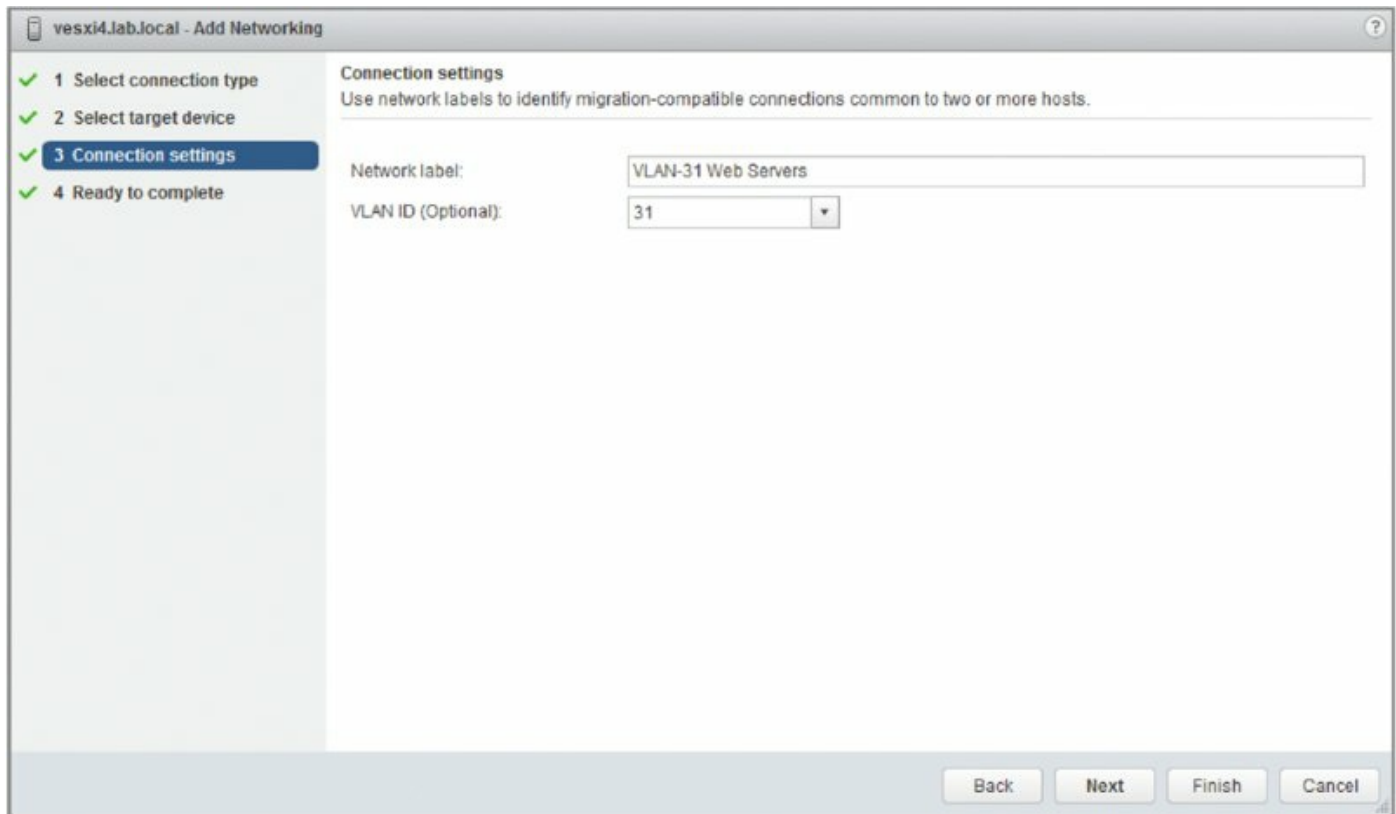 vesxi4.lab.local - Add Networking
?
1 Select connection type
2 Select target device
3 Connection settings
4 Ready to complete
Connection settings
Use network labels to identify migration-compatible connections common to two or more hosts.
Network label: VLAN-31 Web Servers
VLAN ID (Optional): 31
Back Next Finish Cancel